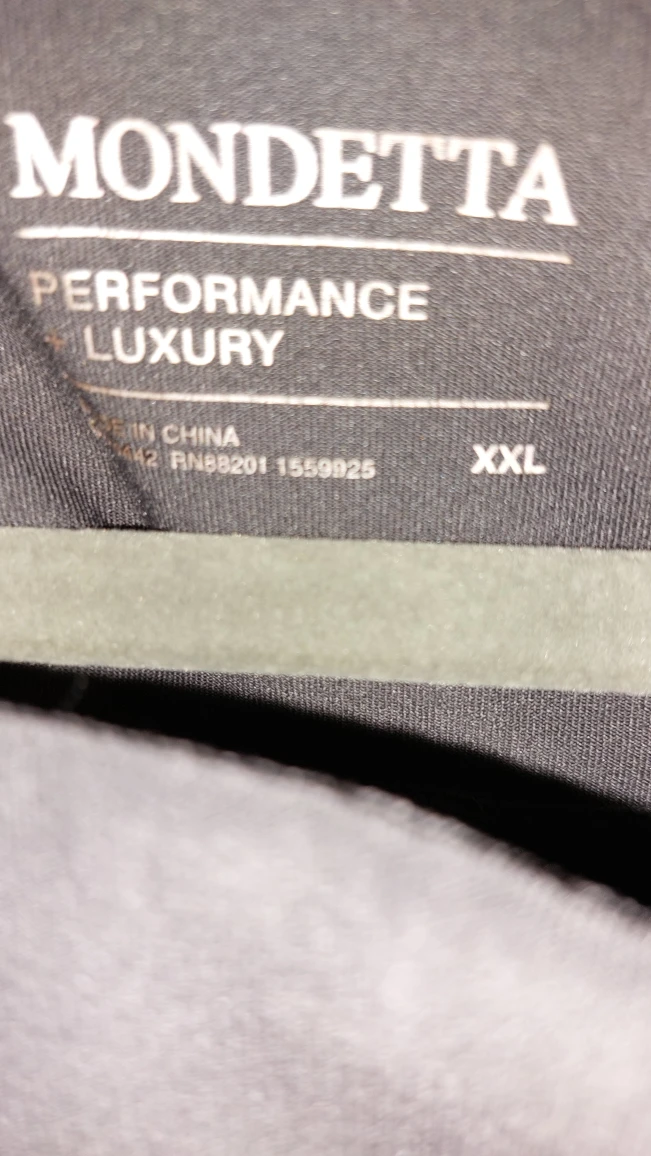 MONDETTA
PERFORMANCE
+ LUXURY
IN CHINA
RN88201 1559925
XXL